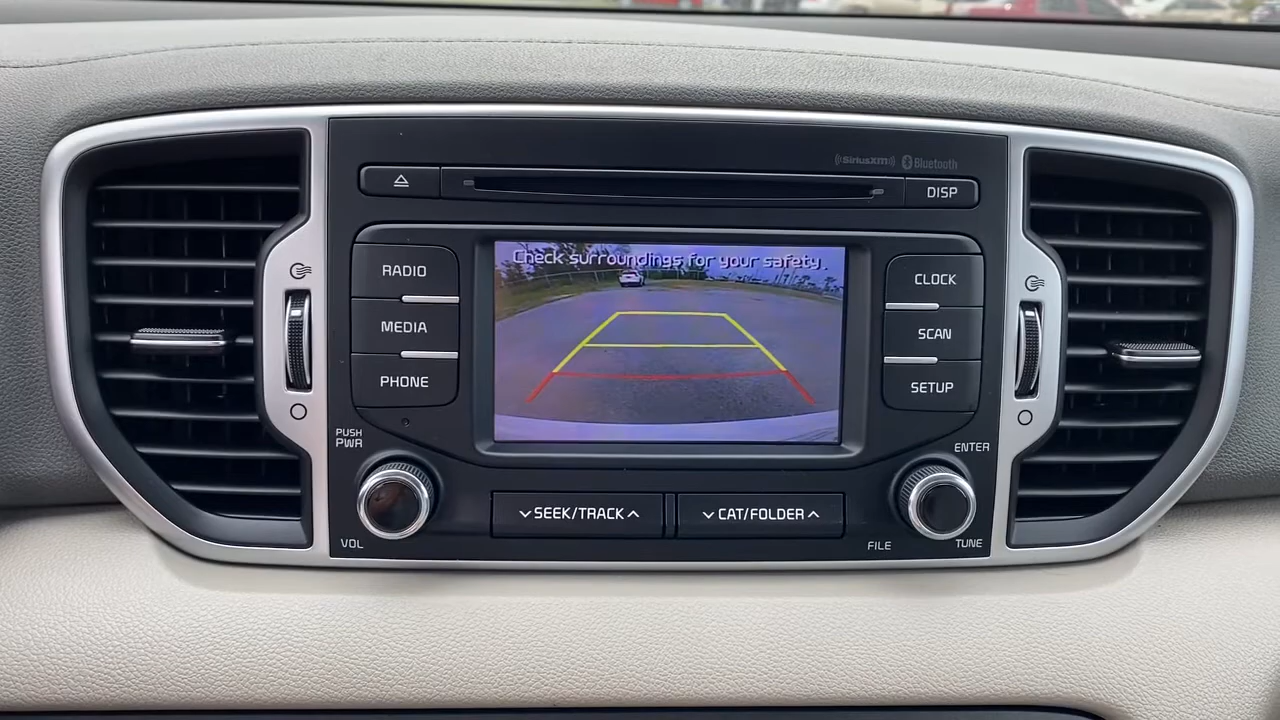 SiriusXM Bluetooth
DISP
RADIO
MEDIA
PHONE
Check surroundings for your safety.
CLOCK
SCAN
SETUP
PUSH
PWR
VOL
SEEK/TRACK
CAT/FOLDER
ENTER
FILE
TUNE